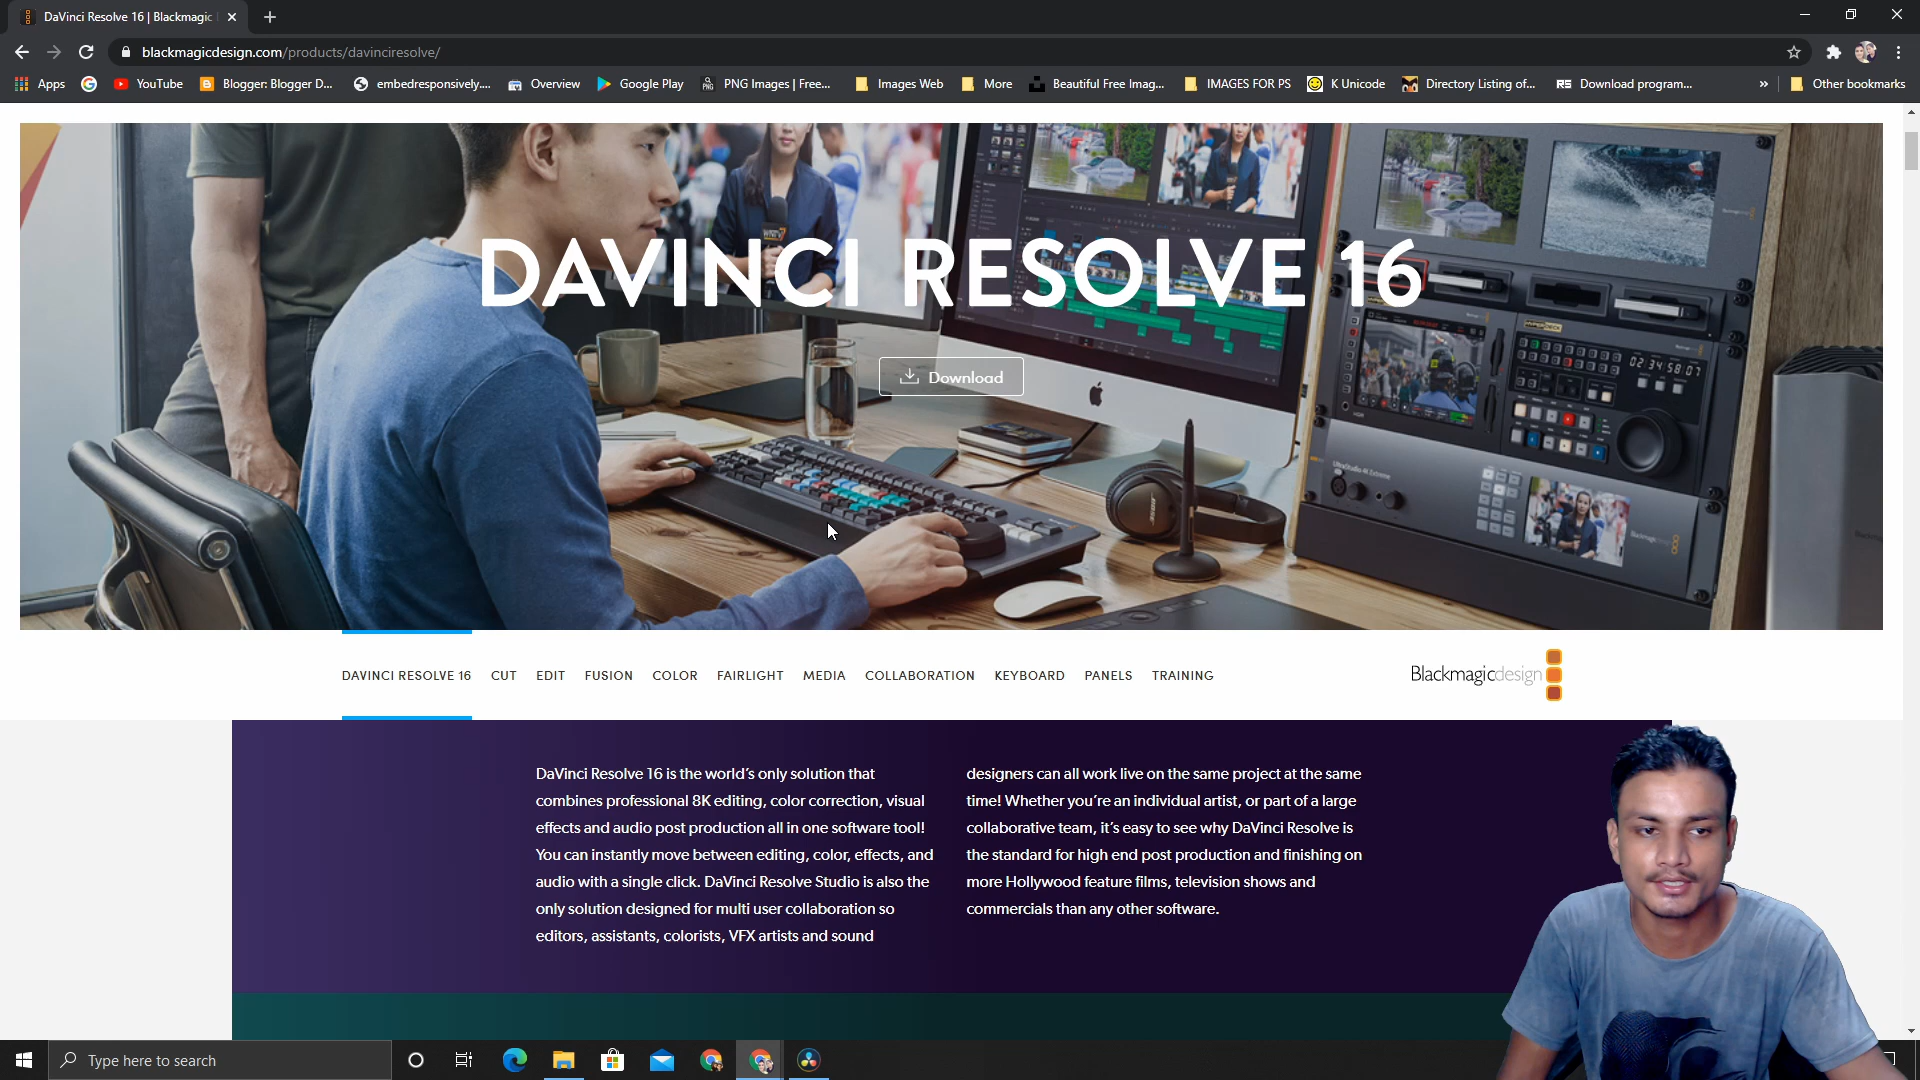 DaVinci Resolve 16 | Blackmagic
blackmagicdesign.com/products/davinciresolve/
Apps
YouTube
Blogger: Blogger D...
embedresponsively....
Overview
Google Play
PNG Images | Free...
Images Web
More
Beautiful Free Imag...
IMAGES FOR PS
K Unicode
Directory Listing of...
RS Download program...
Other bookmarks
DAVINCI RESOLVE 16
Download
02 34 58:07
UltraStudio 4K Extreme
BOSE
DAVINCI RESOLVE 16
CUT
EDIT
FUSION
COLOR
FAIRLIGHT
MEDIA
COLLABORATION
KEYBOARD
PANELS
TRAINING
Blackmagicdesign
DaVinci Resolve 16 is the world's only solution that
combines professional 8K editing, color correction, visual
effects and audio post production all in one software tool!
You can instantly move between editing, color, effects, and
audio with a single click. DaVinci Resolve Studio is also the
only solution designed for multi user collaboration so
editors, assistants, colorists, VFX artists and sound
designers can all work live on the same project at the same
time! Whether you're an individual artist, or part of a large
collaborative team, it's easy to see why DaVinci Resolve is
the standard for high end post production and finishing on
more Hollywood feature films, television shows and
commercials than any other software.
Type here to search